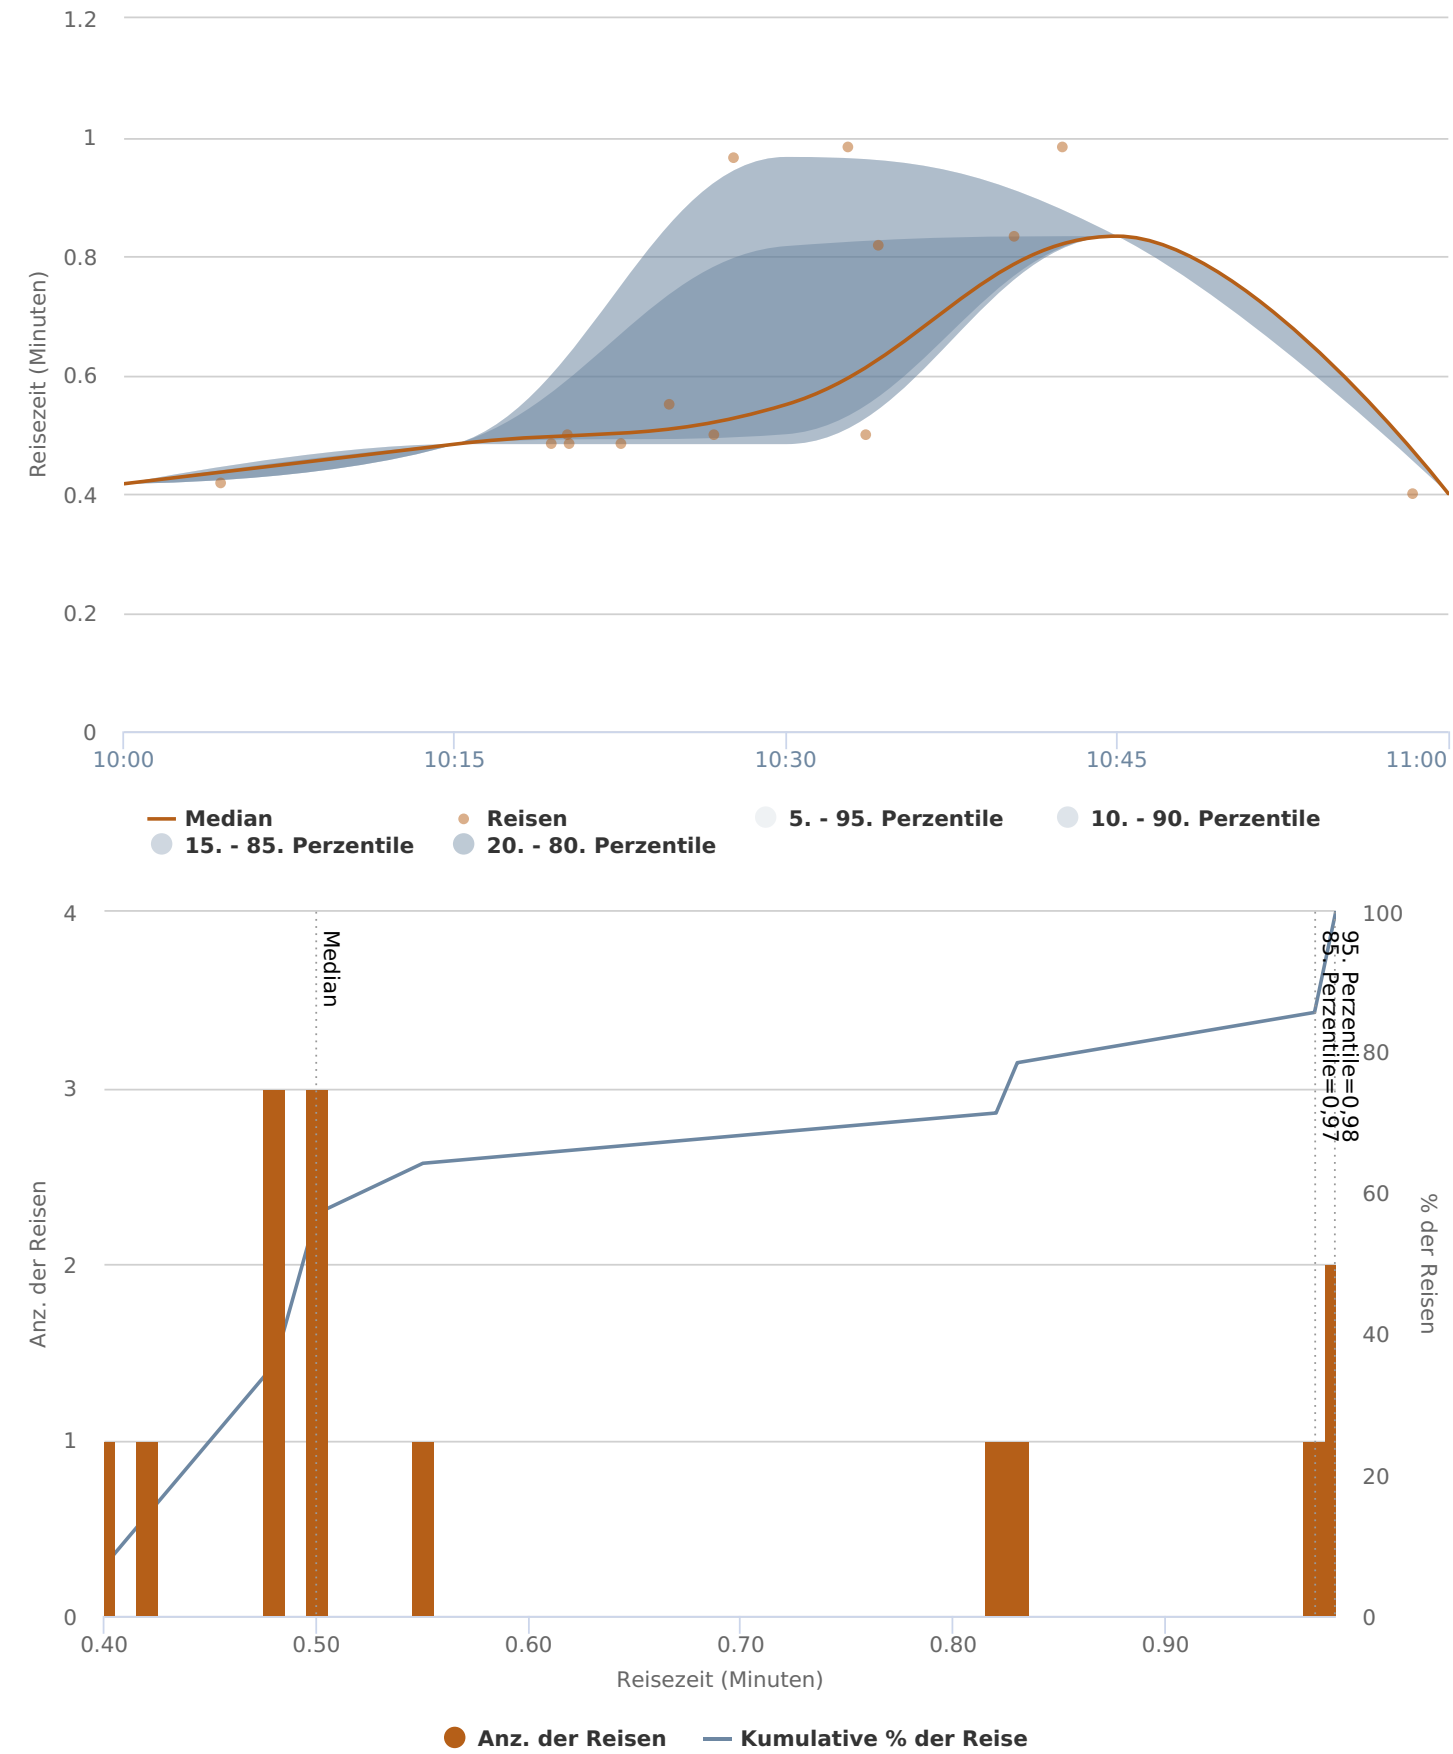 1.2
1
0.8
0.6
0.4
0.2
0
Reisezeit (Minuten)
10:00 10:15 10:30 10:45 11:00
Median Reisen 5. - 95. Perzentile 10. - 90. Perzentile
15. - 85. Perzentile 20. - 80. Perzentile
4
3
2
1
0
Anz. der Reisen
Median
85. Perzentile=0,97
95. Perzentile=0,98
100
80
60
40
20
0
% der Reisen
0.40 0.50 0.60 0.70 0.80 0.90
Reisezeit (Minuten)
Anz. der Reisen Kumulative % der Reise